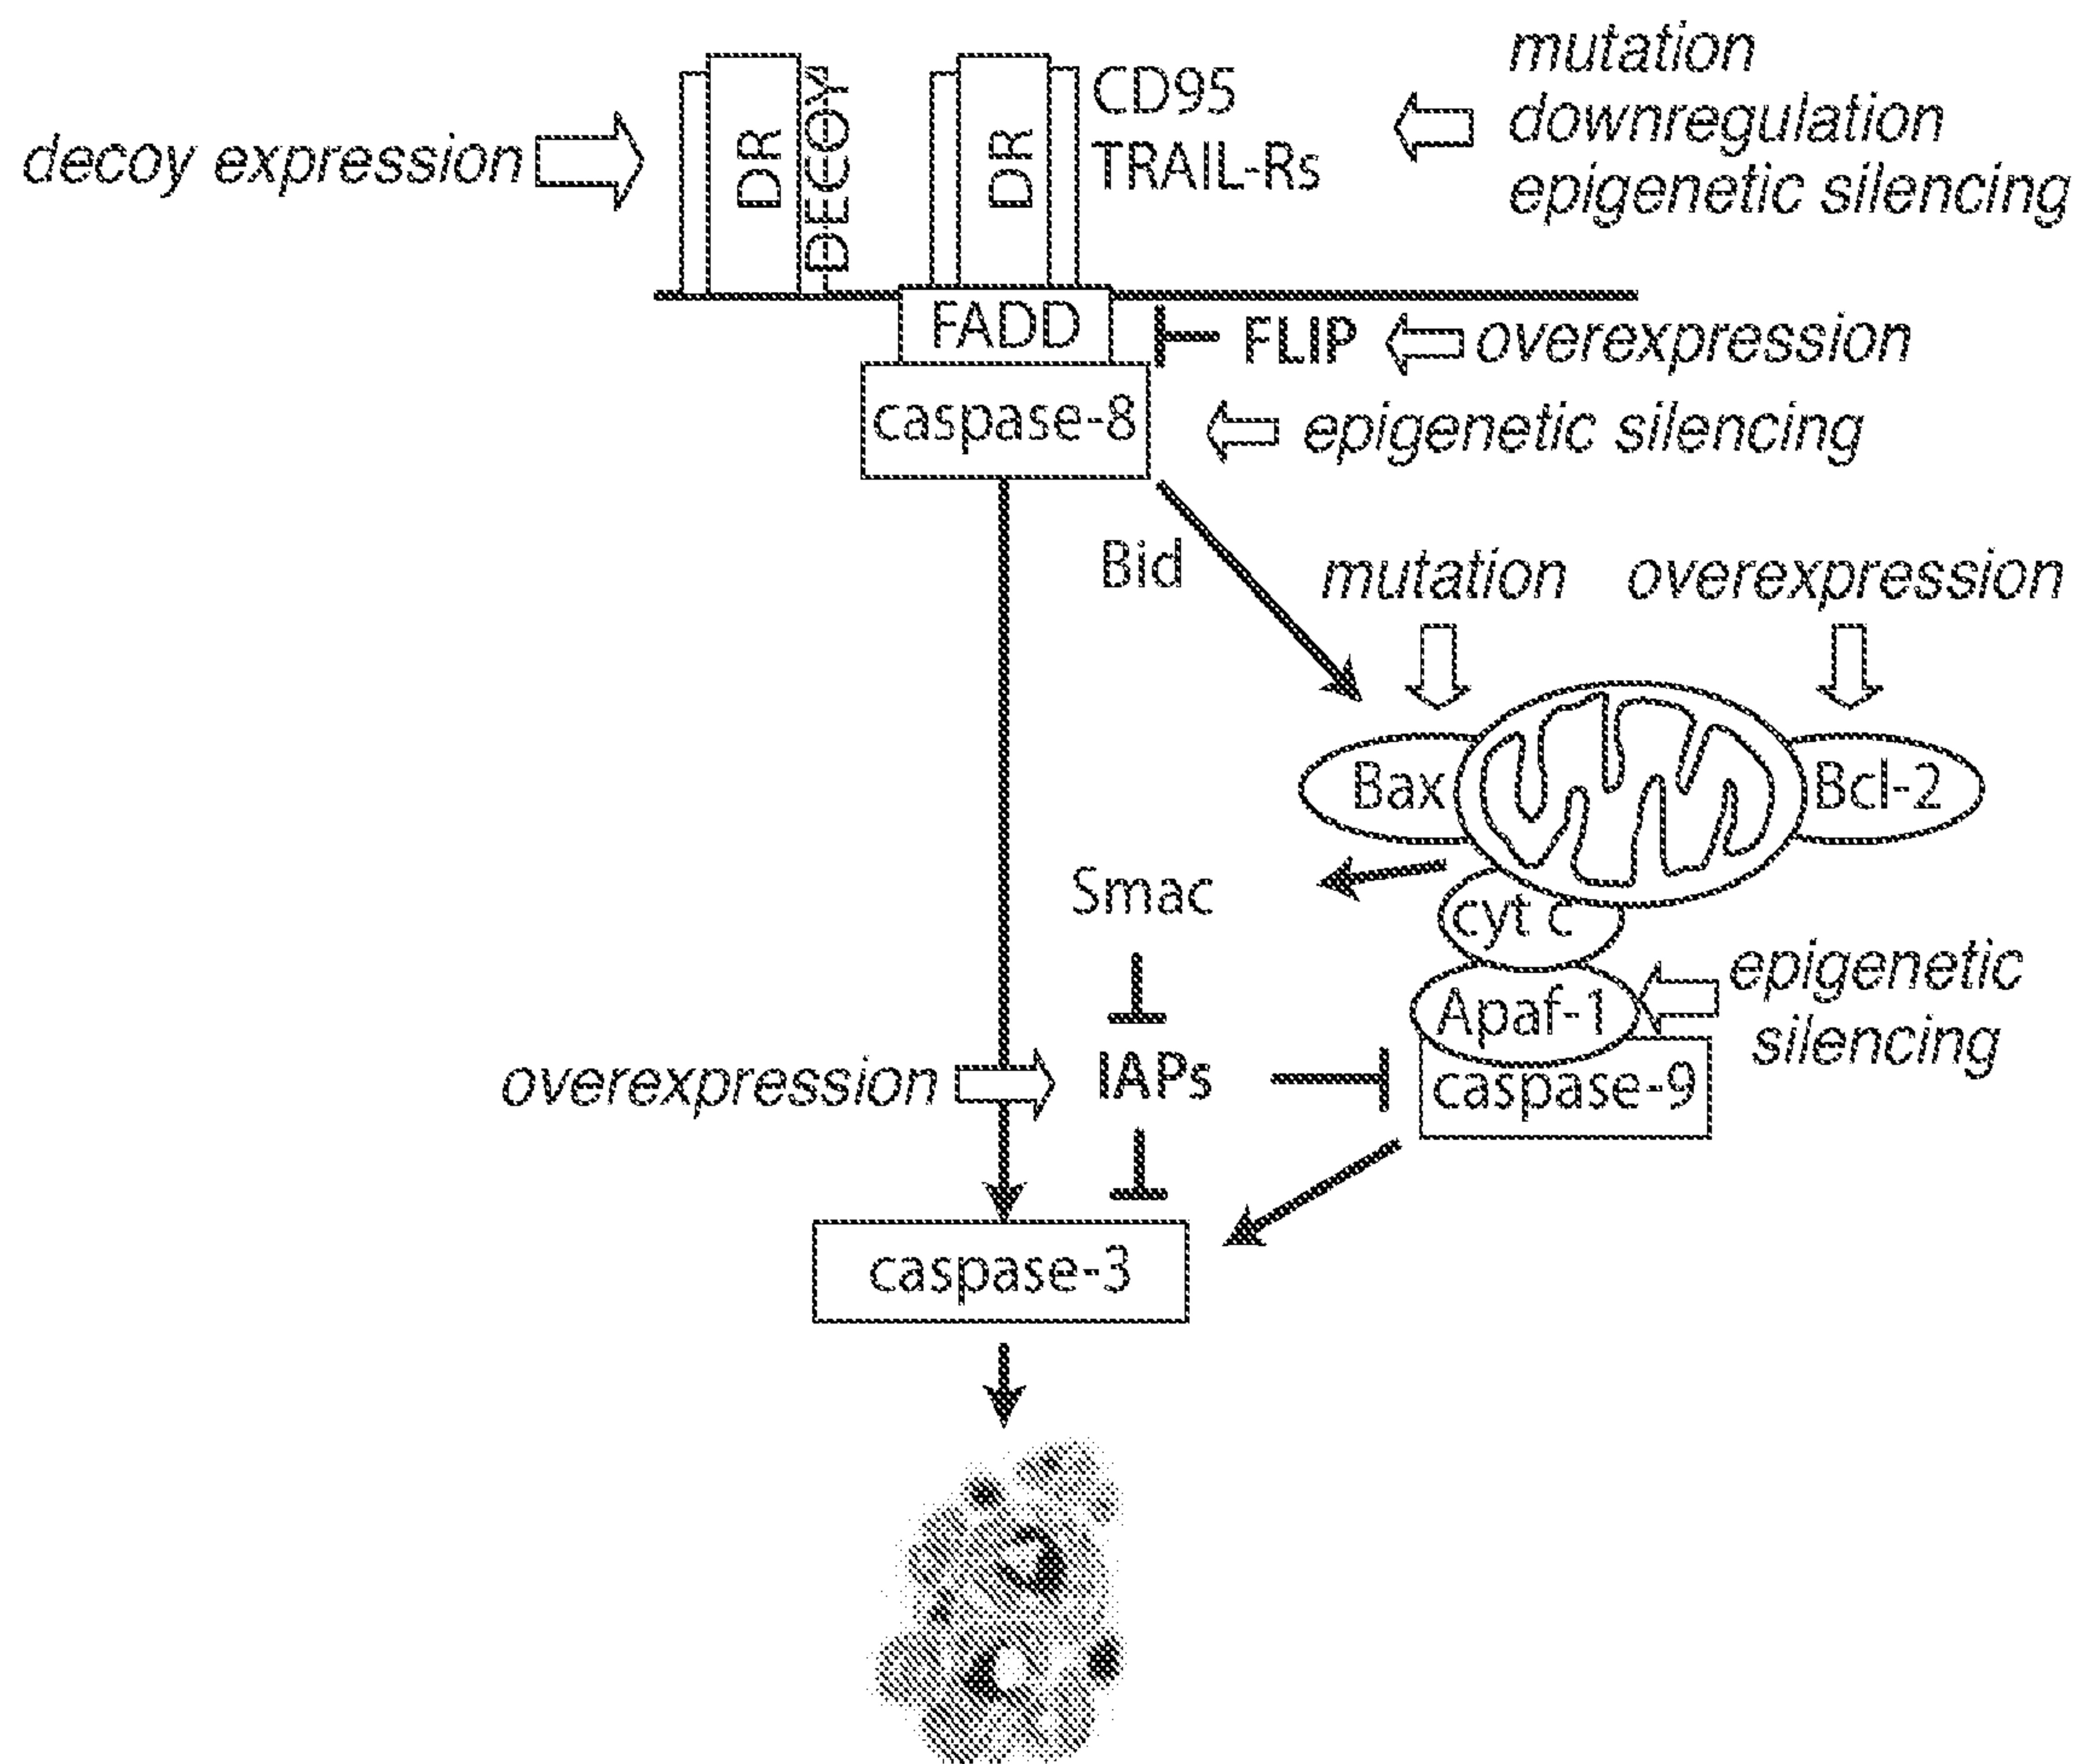 mutation
downregulation
epigenetic silencing
decoy expression
DR
DECOY
DR
CD95
TRAIL-Rs
FADD
FLIP
overexpression
caspase-8
epigenetic silencing
Bid
mutation
overexpression
Bax
Bcl-2
Smac
cyt c
Apaf-1
epigenetic
silencing
overexpression
IAPs
caspase-9
caspase-3